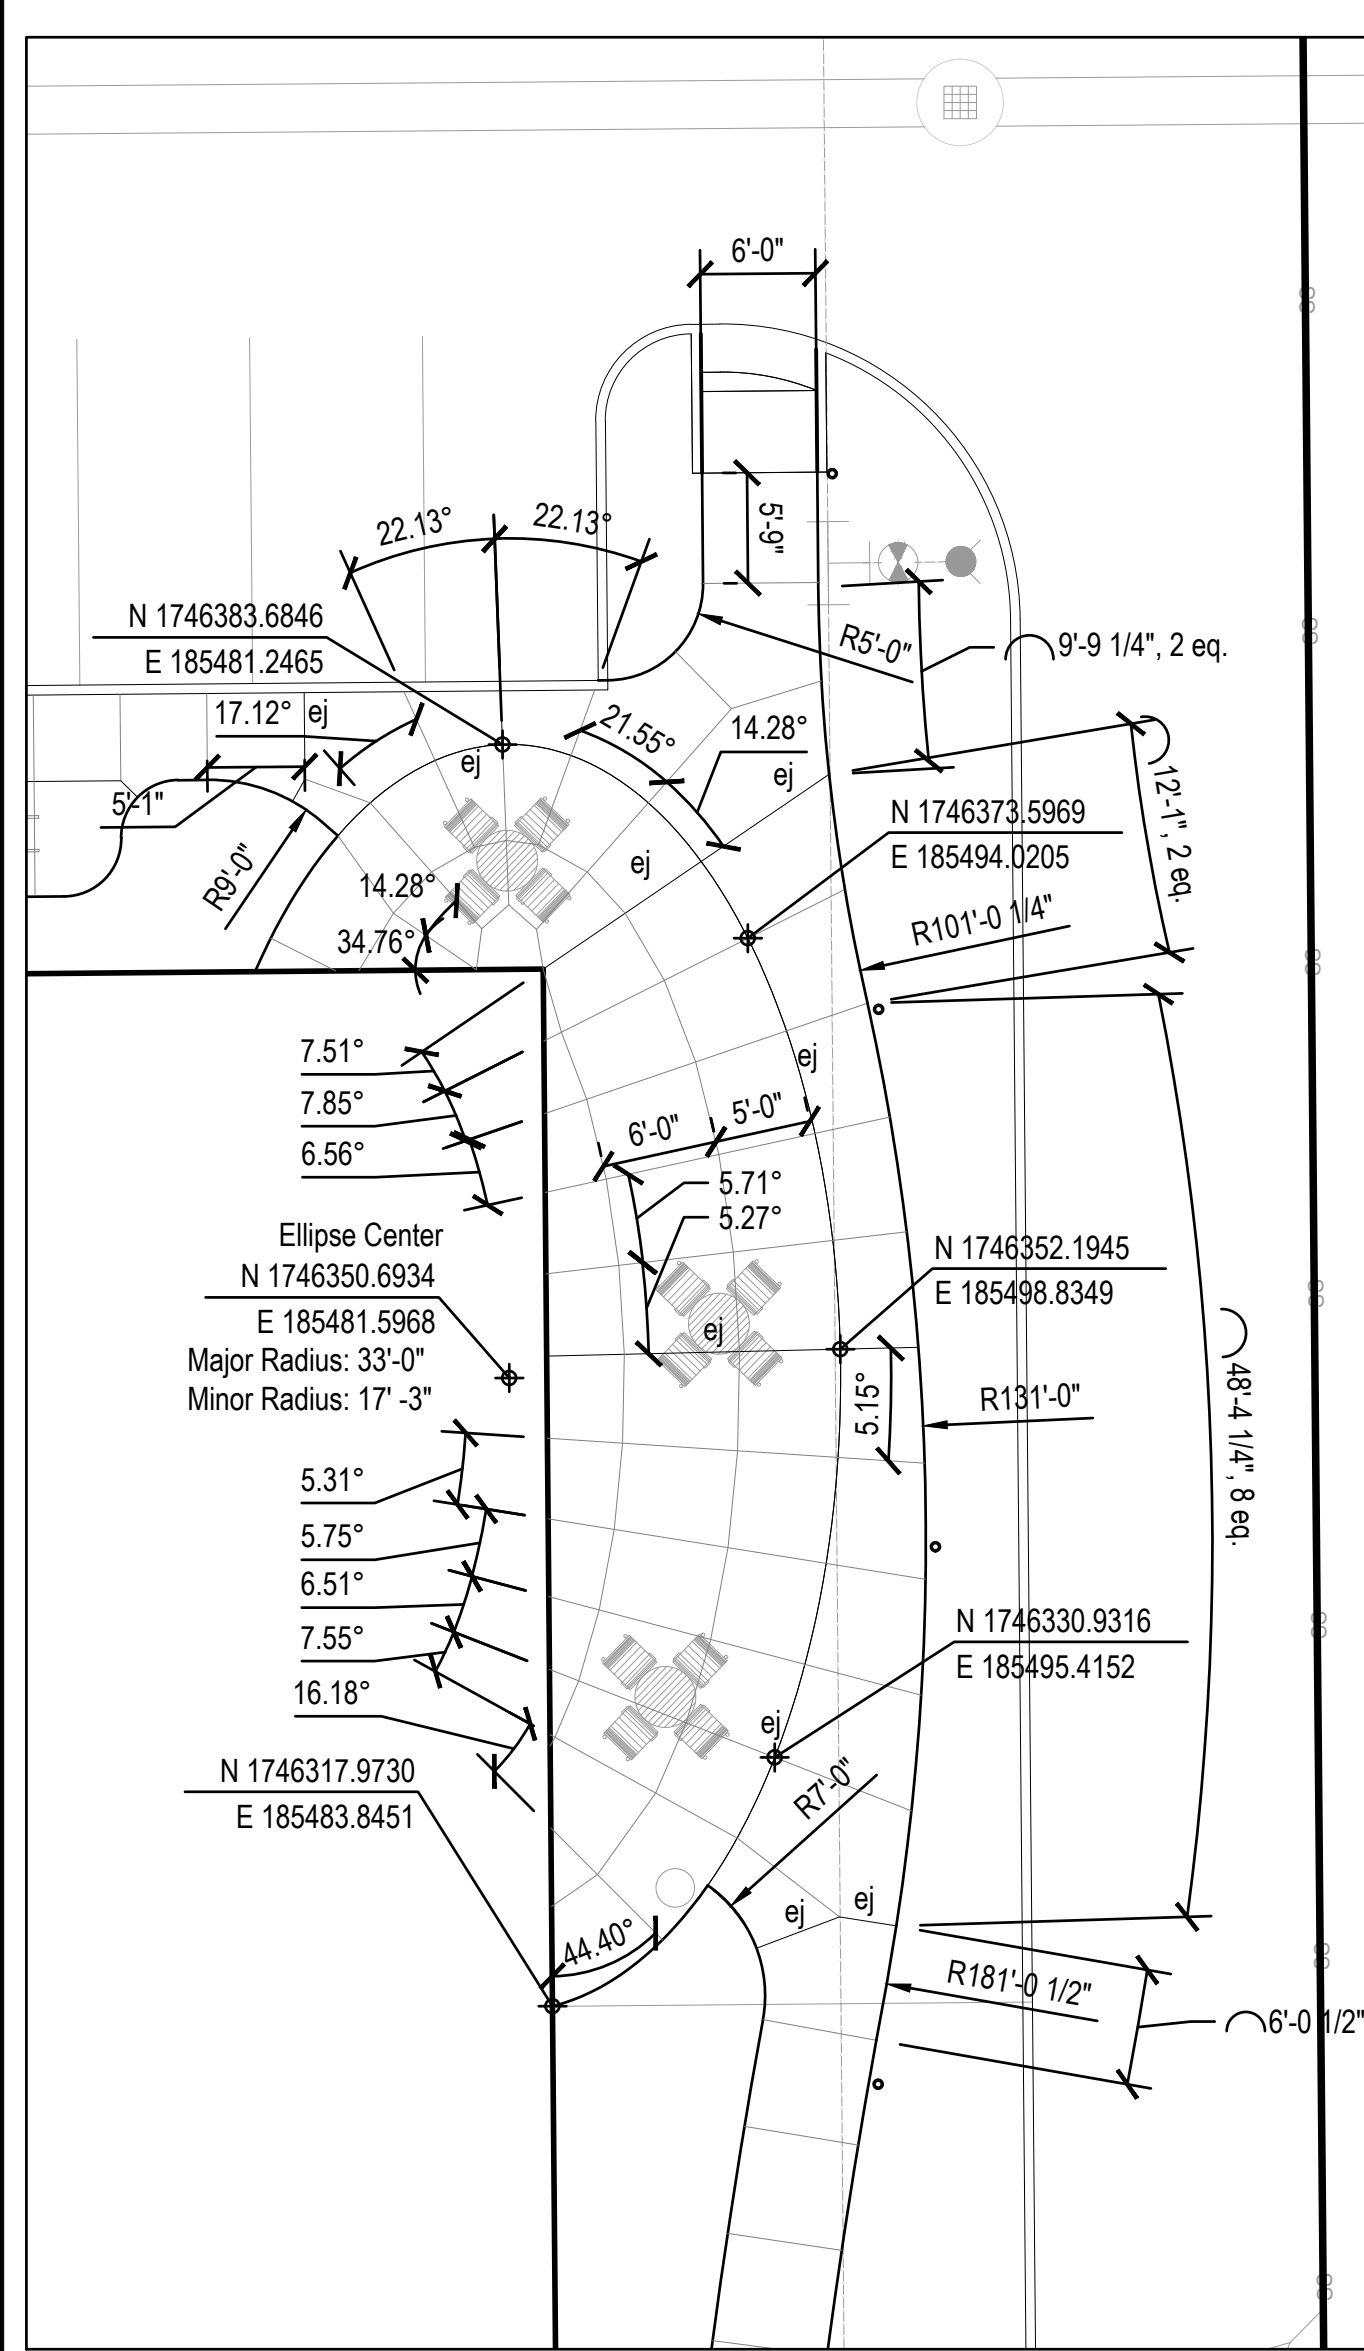 6'-0"
5'-9"
22.13°
22.13°
N 1746383.6846
E 185481.2465
R5'-0"
9'-9 1/4", 2 eq.
17.12°
ej
21.55°
14.28°
ej
ej
5'-1"
12'-1", 2 eq.
N 1746373.5969
E 185494.0205
R9'-0"
ej
14.28°
34.76°
R101'-0 1/4"
7.51°
7.85°
6.56°
ej
6'-0"
5'-0"
5.71°
5.27°
Ellipse Center
N 1746350.6934
E 185481.5968
Major Radius: 33'-0"
Minor Radius: 17' -3"
N 1746352.1945
E 185498.8349
ej
5.15°
R131'-0"
48'-4 1/4", 8 eq.
5.31°
5.75°
6.51°
7.55°
16.18°
N 1746330.9316
E 185495.4152
ej
R7'-0"
N 1746317.9730
E 185483.8451
ej
ej
44.40°
R181'-0 1/2"
6'-0 1/2"